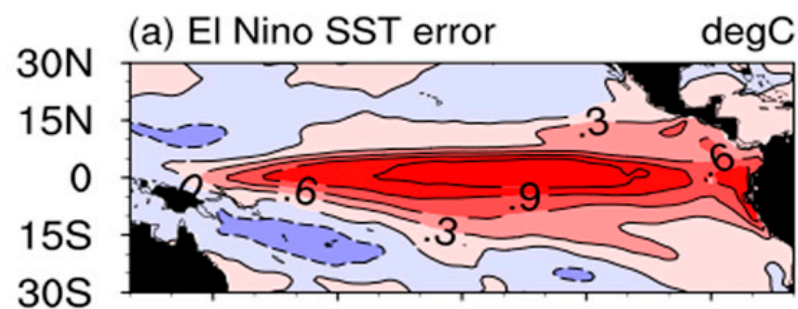 (a) El Nino SST error degC
30N
15N
.3
.6
0
0
.6
.9
15S
.3
30S